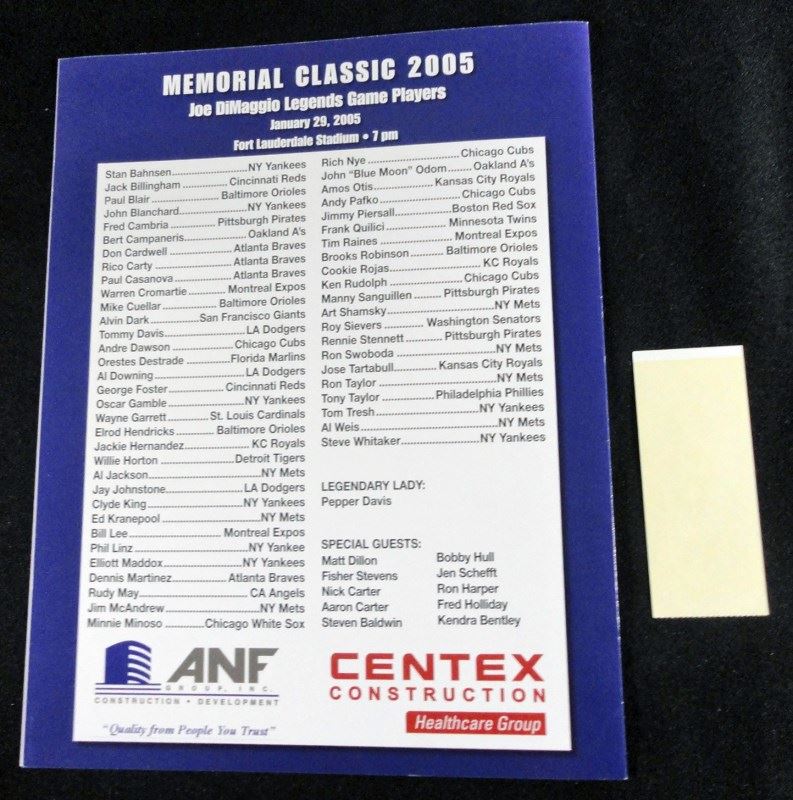 MEMORIAL CLASSIC 2005
Joe DiMaggio Legends Game Players
January 29, 2005
Fort Lauderdale Stadium • 7 pm
Stan Bahnsen NY Yankees
Jack Billingham Cincinnati Reds
Paul Blair Baltimore Orioles
John Blanchard NY Yankees
Fred Cambria Pittsburgh Pirates
Bert Campaneris Oakland A's
Don Cardwell Atlanta Braves
Rico Carty Atlanta Braves
Paul Casanova Atlanta Braves
Warren Cromartie Montreal Expos
Mike Cuellar Baltimore Orioles
Alvin Dark San Francisco Giants
Tommy Davis LA Dodgers
Andre Dawson Chicago Cubs
Orestes Destrade Florida Marlins
Al Downing LA Dodgers
George Foster Cincinnati Reds
Oscar Gamble NY Yankees
Wayne Garrett St. Louis Cardinals
Elrod Hendricks Baltimore Orioles
Jackie Hernandez KC Royals
Willie Horton Detroit Tigers
Al Jackson NY Mets
Jay Johnstone LA Dodgers
Clyde King NY Yankees
Ed Kranepool NY Mets
Bill Lee Montreal Expos
Phil Linz NY Yankee
Elliott Maddox NY Yankees
Dennis Martinez Atlanta Braves
Rudy May CA Angels
Jim McAndrew NY Mets
Minnie Minoso Chicago White Sox
Rich Nye Chicago Cubs
John "Blue Moon" Odom Oakland A's
Amos Otis Kansas City Royals
Andy Pafko Chicago Cubs
Jimmy Piersall Boston Red Sox
Frank Quilici Minnesota Twins
Tim Raines Montreal Expos
Brooks Robinson Baltimore Orioles
Cookie Rojas KC Royals
Ken Rudolph Chicago Cubs
Manny Sanguillen Pittsburgh Pirates
Art Shamsky NY Mets
Roy Sievers Washington Senators
Rennie Stennett Pittsburgh Pirates
Ron Swoboda NY Mets
Jose Tartabull Kansas City Royals
Ron Taylor NY Mets
Tony Taylor Philadelphia Phillies
Tom Tresh NY Yankees
Al Weis NY Mets
Steve Whitaker NY Yankees
LEGENDARY LADY:
Pepper Davis
SPECIAL GUESTS:
Matt Dillon
Fisher Stevens
Nick Carter
Aaron Carter
Steven Baldwin
Bobby Hull
Jen Schefft
Ron Harper
Fred Holliday
Kendra Bentley
ANF
GROUP, INC.
CONSTRUCTION • DEVELOPMENT
"Quality from People You Trust"
CENTEX
CONSTRUCTION
Healthcare Group